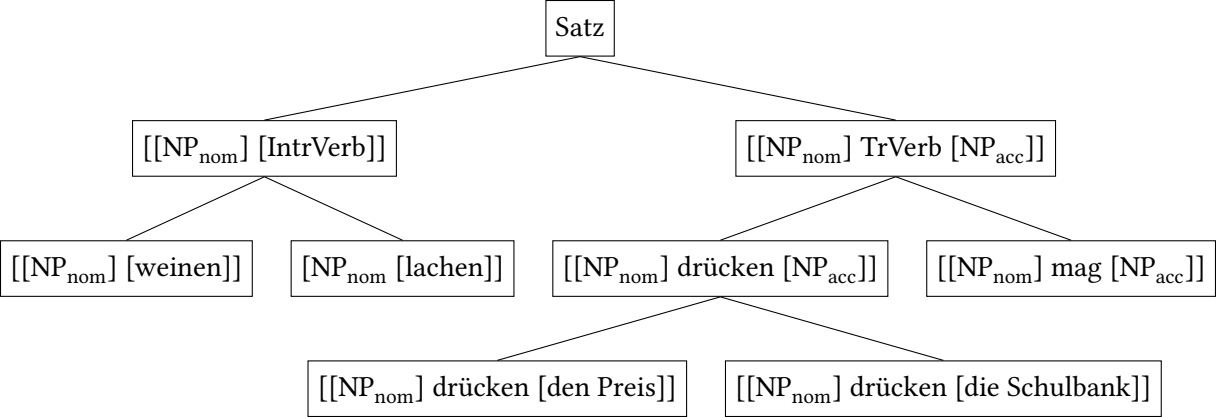 Satz
[[NPnom] [IntrVerb]]
[[NPnom] TrVerb [NPacc]]
[[NPnom] [weinen]]
[NPnom [lachen]]
[[NPnom] drücken [NPacc]]
[[NPnom] mag [NPacc]]
[[NPnom] drücken [den Preis]]
[[NPnom] drücken [die Schulbank]]